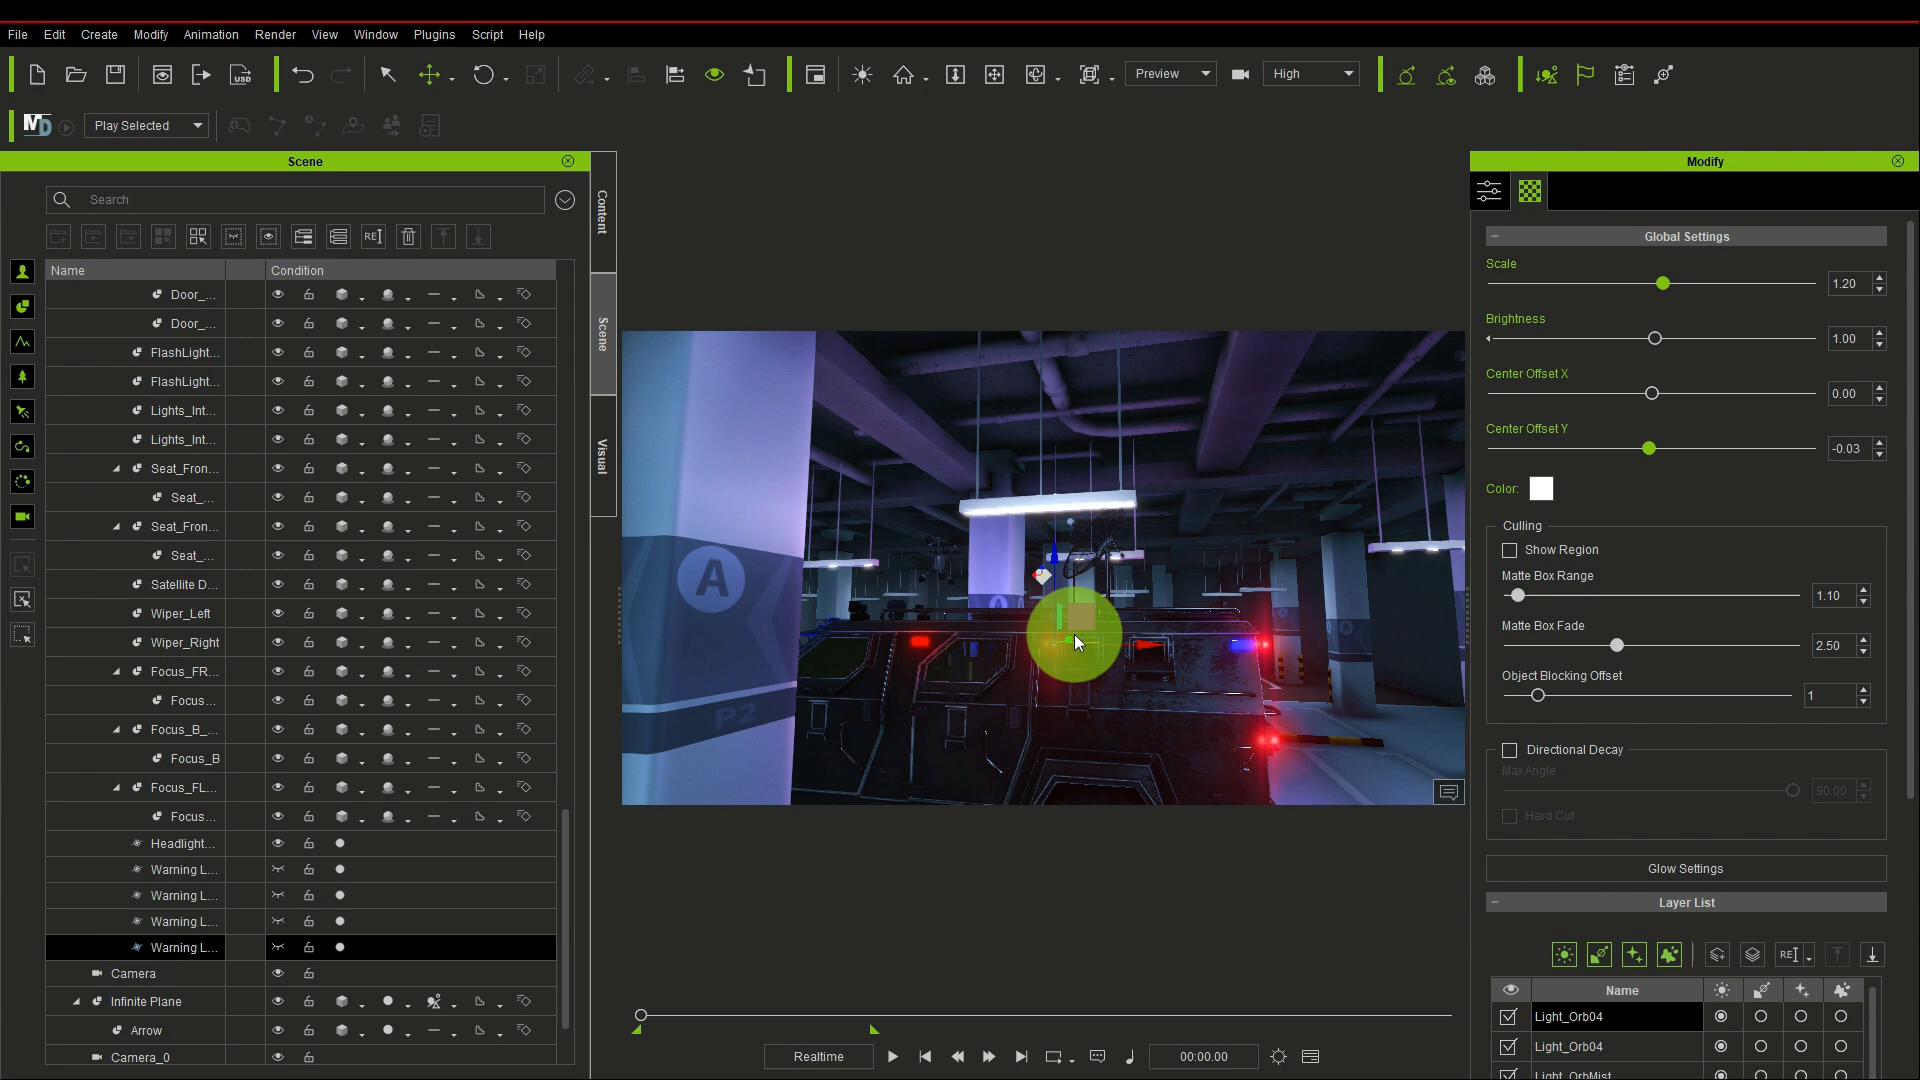 File Edit Create Modify Animation Render View Window Plugins Script Help
USD
Preview
High
MD
Play Selected
Scene
Modify
Search
Content
Scene
Visual
REI
Name
Condition
Door_...
Door_...
FlashLight...
FlashLight...
Lights_Int...
Lights_Int...
Seat_Fron...
Seat_...
Seat_Fron...
Seat_...
Satellite D...
Wiper_Left
Wiper_Right
Focus_FR...
Focus...
Focus_B_...
Focus_B
Focus_FL...
Focus...
Headlight...
Warning L...
Warning L...
Warning L...
Warning L...
Camera
Infinite Plane
Arrow
Camera_0
A
P2
Realtime
00:00.00
Global Settings
Scale
1.20
Brightness
1.00
Center Offset X
0.00
Center Offset Y
-0.03
Color:
Culling
Show Region
Matte Box Range
1.10
Matte Box Fade
2.50
Object Blocking Offset
1
Directional Decay
Max Angle
90.00
Hard Cut
Glow Settings
Layer List
REI
Name
Light_Orb04
Light_Orb04
Light_OrbMist